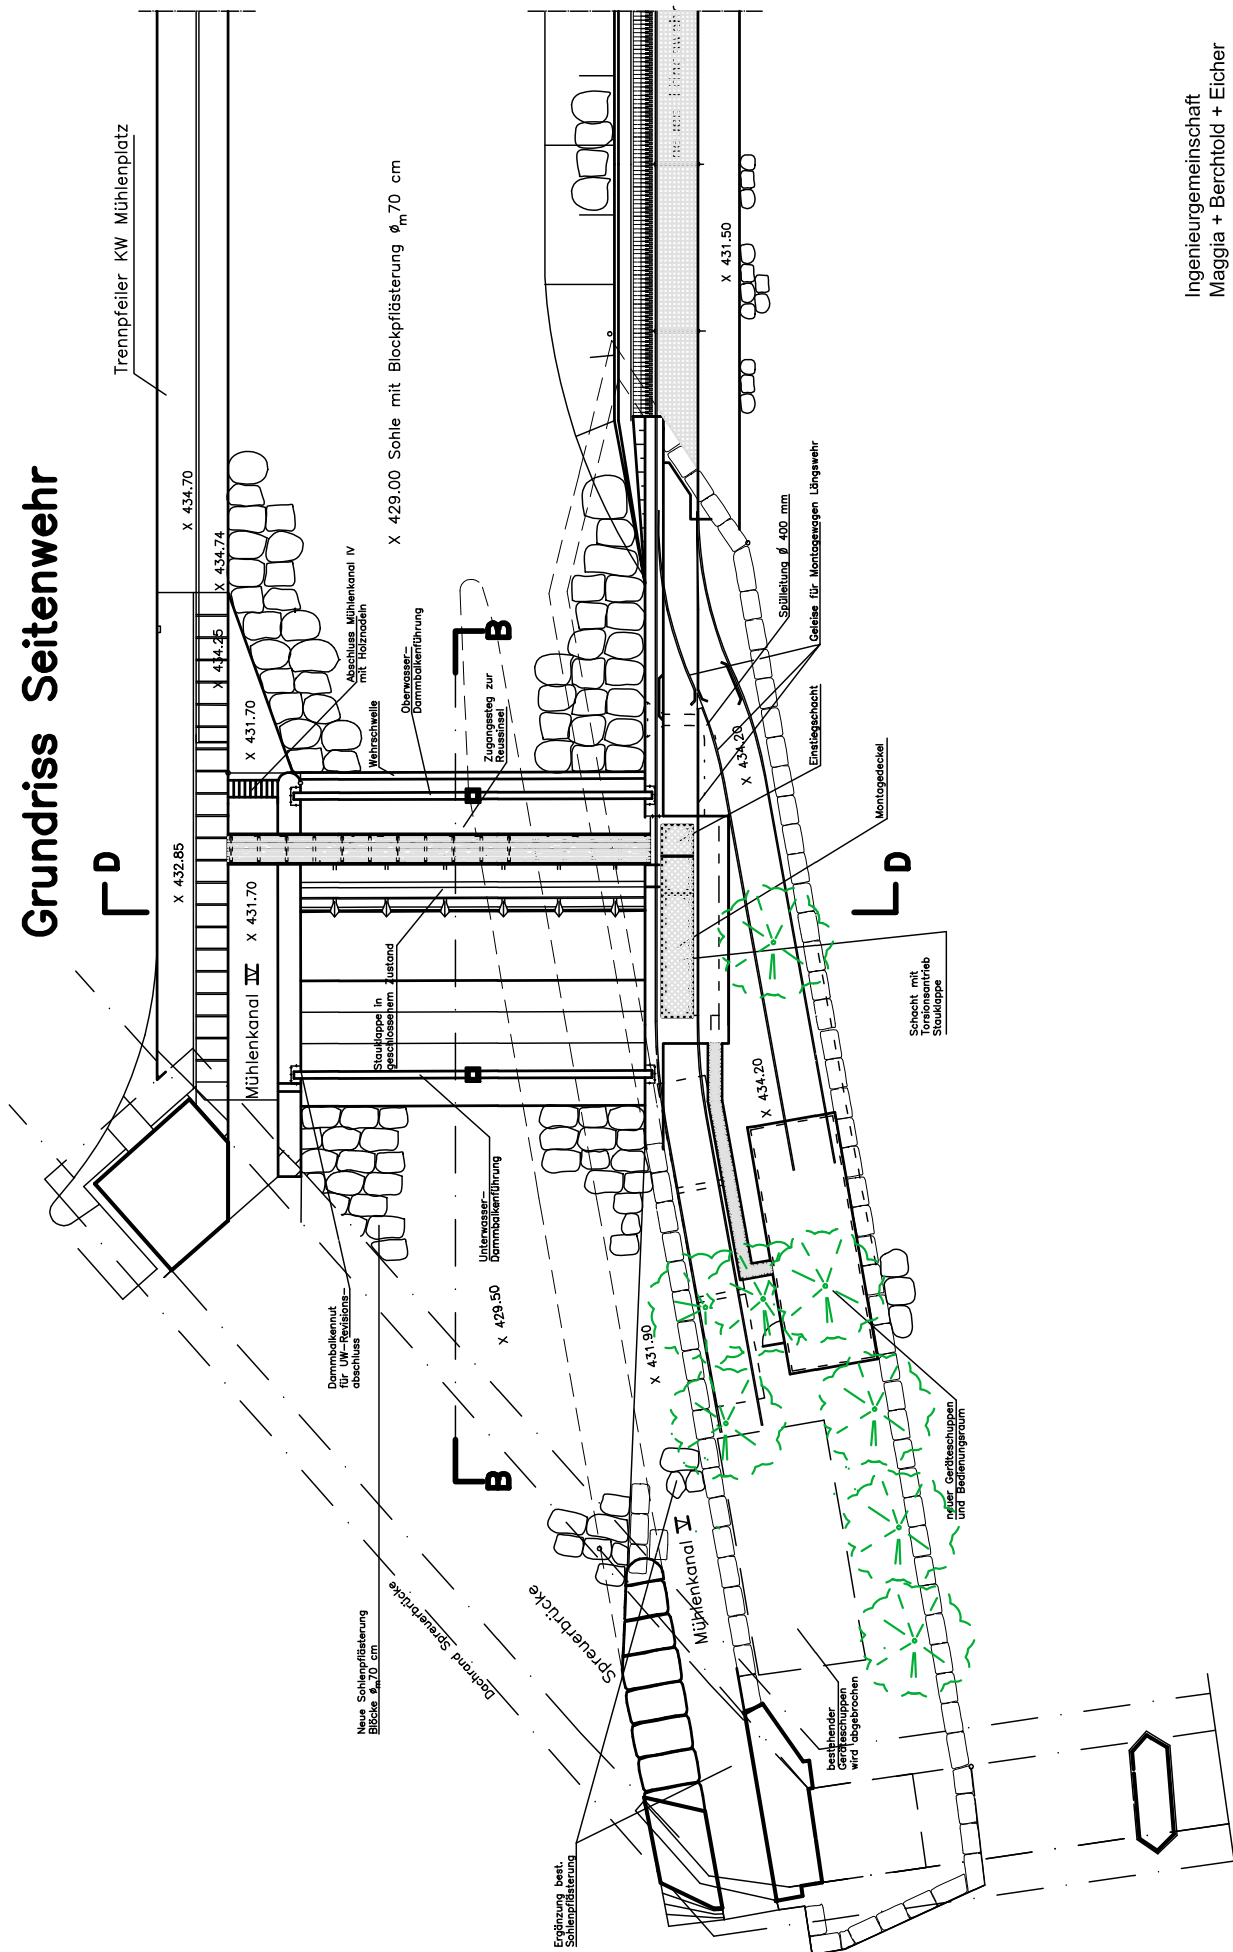 Grundriss Seitenwehr
Trennpfeiler KW Mühlenplatz
X 434.70
X 434.74
X 434.25
X 432.85
X 431.70
X 431.70
Mühlenkanal IV
Abschluss Mühlenkanal IV
mit Holznadeln
Wehrschwelle
Oberwasser–
Dammbalkenführung
Zugangssteg zur
Reussinsel
X 429.00 Sohle mit Blockpflästerung Ø m 70 cm
D
D
B
B
Stauklappe in
geschlossenem Zustand
Unterwasser–
Dammbalkenführung
Dammbalkennut
für UW–Revisions–
abschluss
X 429.50
X 431.90
X 431.50
X 434.20
X 434.20
Spülleitung Ø 400 mm
Geleise für Montagewagen Längswehr
Einstiegschacht
Montagedeckel
Schacht mit
Torsionsantrieb
Stauklappe
neuer Geräteschuppen
und Bedienungsraum
bestehender
Geräteschuppen
wird abgebrochen
Mühlenkanal V
Spreuerbrücke
Dachrand Spreuerbrücke
Neue Sohlenpflästerung
Blöcke Ø m 70 cm
Ergänzung best.
Sohlenpflästerung
Ingenieurgemeinschaft
Maggia + Berchtold + Eicher